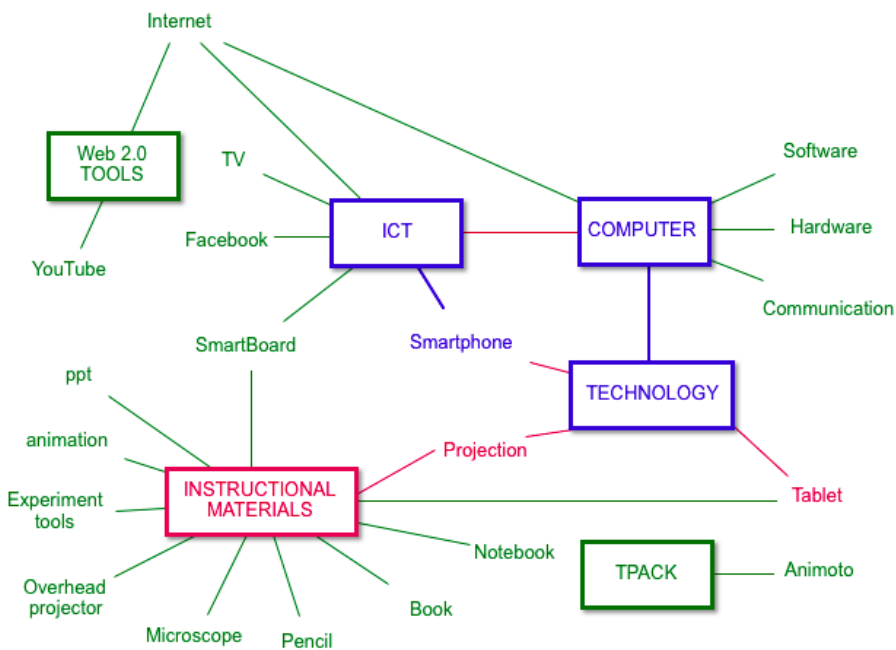 Internet
Web 2.0
TOOLS
TV
Software
ICT
COMPUTER
Hardware
Facebook
YouTube
Communication
SmartBoard
Smartphone
ppt
TECHNOLOGY
animation
Projection
INSTRUCTIONAL
MATERIALS
Tablet
Experiment
tools
Notebook
TPACK
Animoto
Overhead
projector
Book
Microscope
Pencil